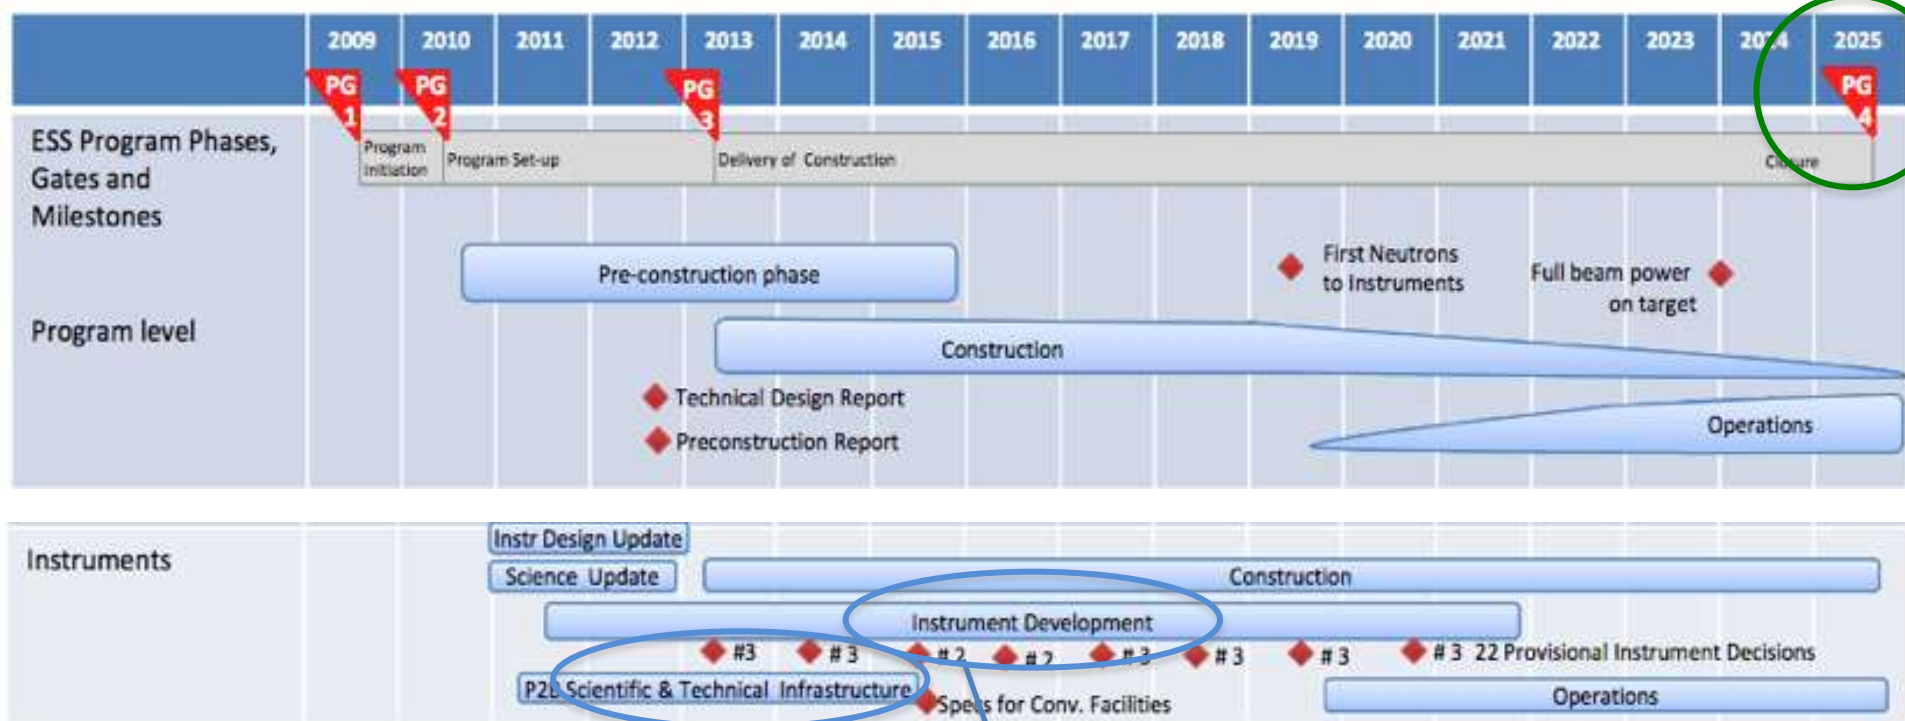 2009 2010 2011 2012 2013 2014 2015 2016 2017 2018 2019 2020 2021 2022 2023 2024 2025
PG 1
PG 2
PG 3
PG 4
ESS Program Phases,
Gates and
Milestones
Program
Initiation
Program Set-up
Delivery of Construction
Closure
Pre-construction phase
First Neutrons
to Instruments
Full beam power
on target
Program level
Construction
Technical Design Report
Preconstruction Report
Operations
Instruments
Instr Design Update
Science Update
Construction
Instrument Development
#3 # 3 # 2 # 2 # 3 # 3 # 3 # 3 22 Provisional Instrument Decisions
Scientific & Technical Infrastructure
Specs for Conv. Facilities
Operations